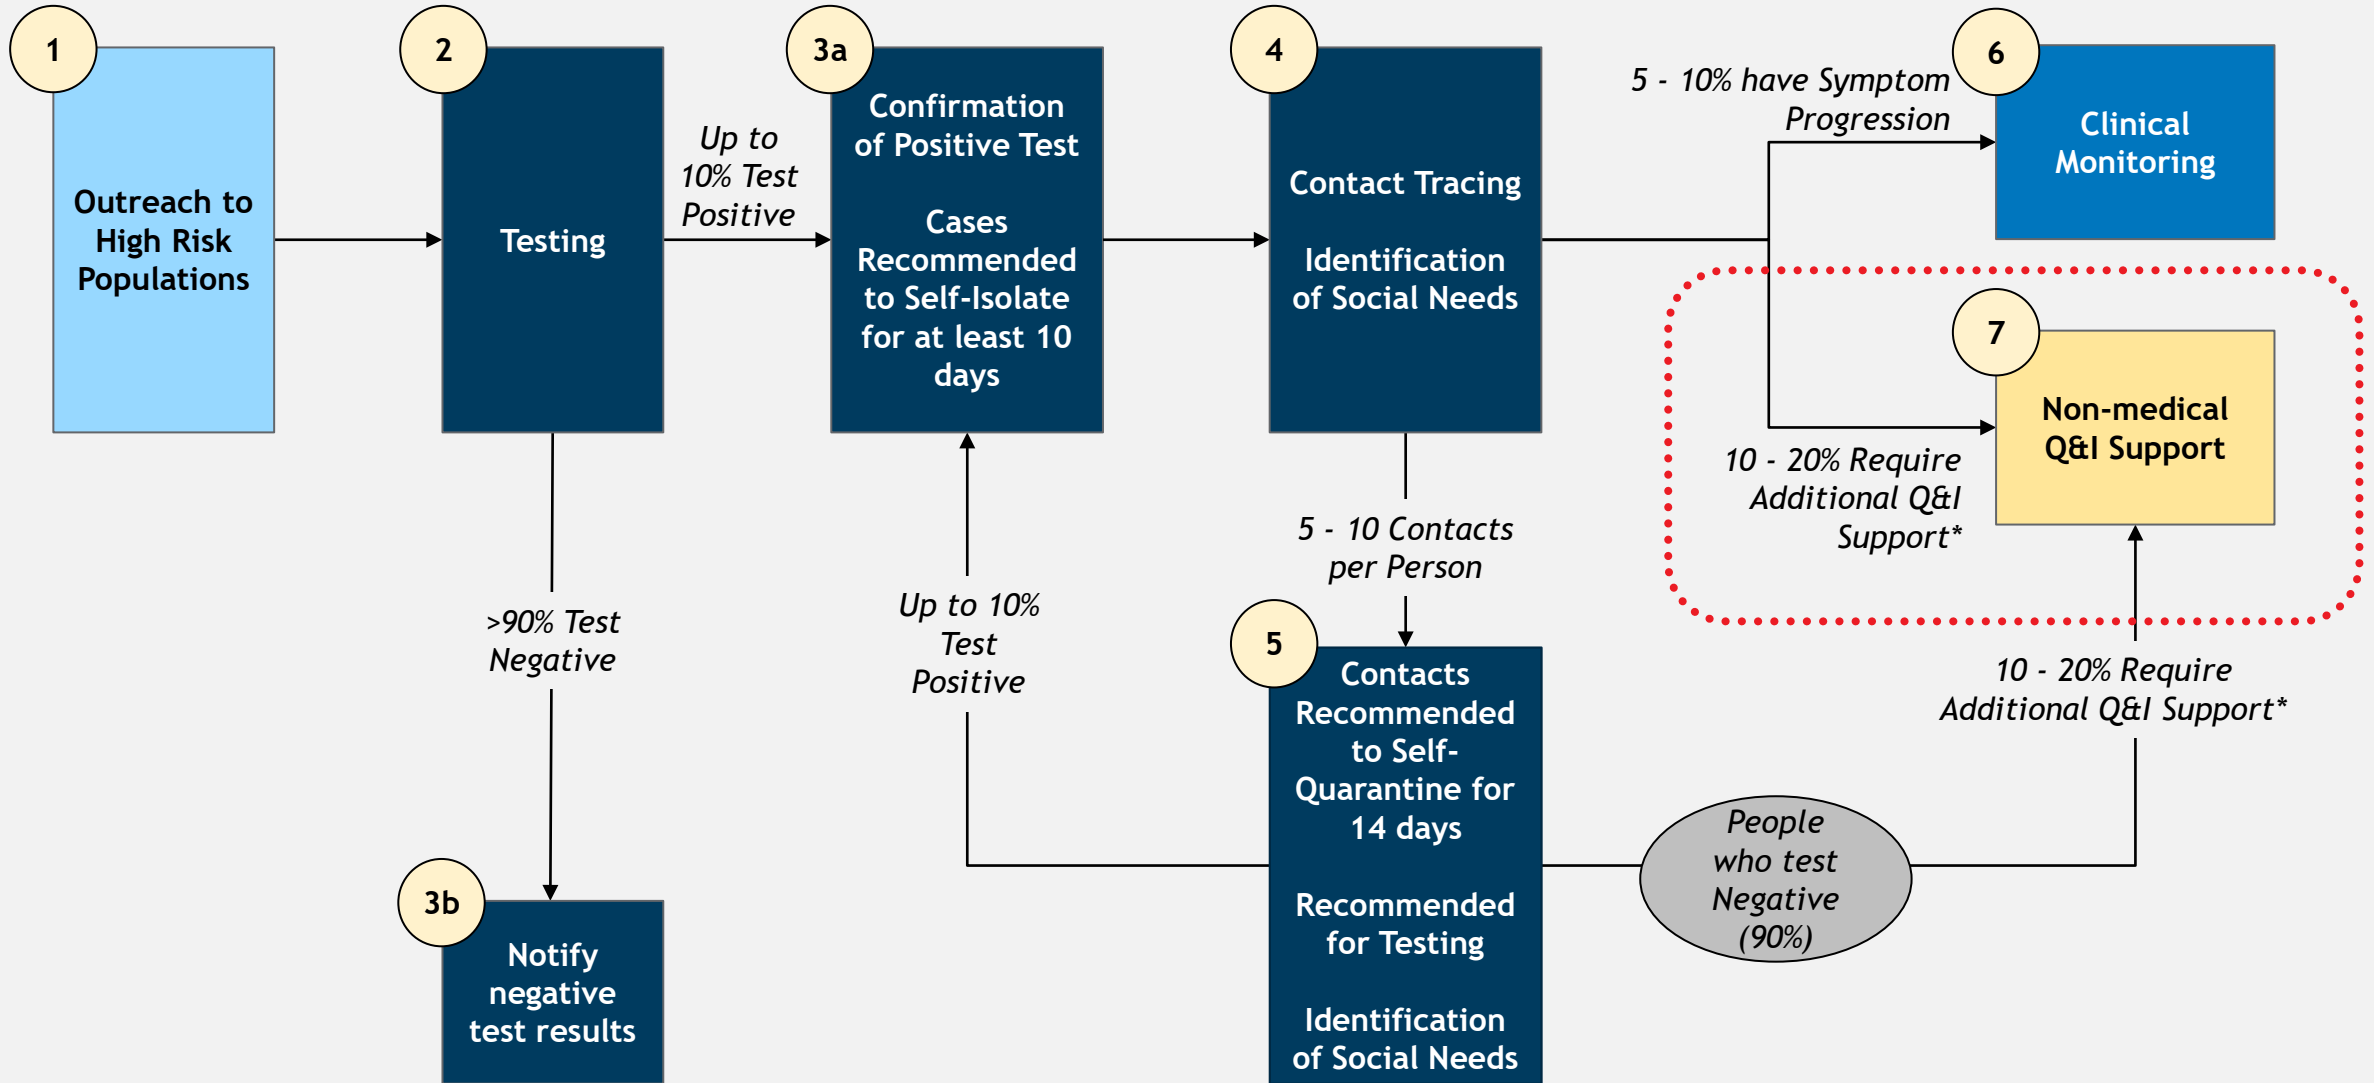 1
Outreach to
High Risk
Populations
2
Testing
Up to
10% Test
Positive
>90% Test
Negative
3b
Notify
negative
test results
3a
Confirmation
of Positive Test
Cases
Recommended
to Self-Isolate
for at least 10
days
Up to 10%
Test
Positive
4
Contact Tracing
Identification
of Social Needs
5 - 10 Contacts
per Person
5
Contacts
Recommended
to Self-
Quarantine for
14 days
Recommended
for Testing
Identification
of Social Needs
5 - 10% have Symptom
Progression
6
Clinical
Monitoring
10 - 20% Require
Additional Q&I
Support*
7
Non-medical
Q&I Support
10 - 20% Require
Additional Q&I Support*
People
who test
Negative
(90%)